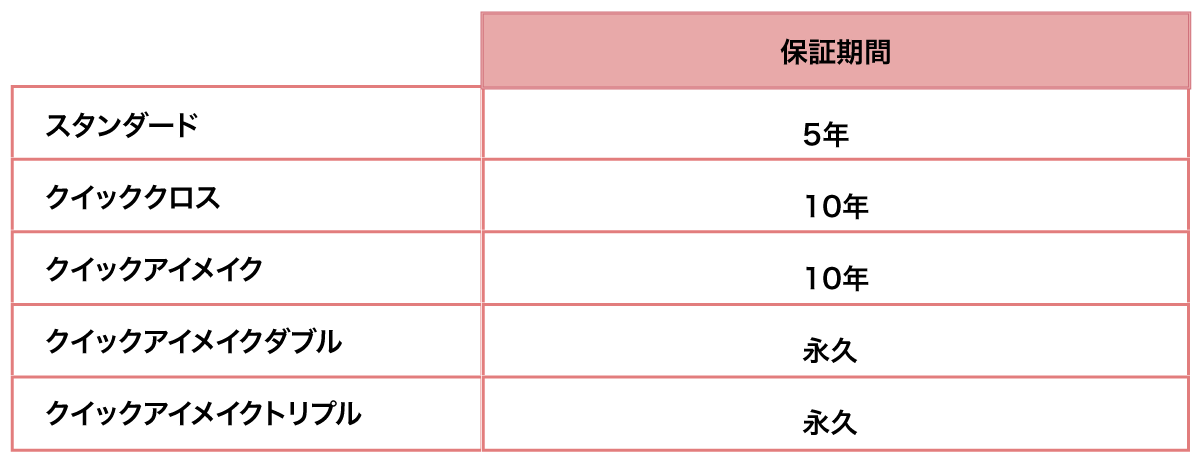 保証期間
スタンダード 5年
クイッククロス 10年
クイックアイメイク 10年
クイックアイメイクダブル 永久
クイックアイメイクトリプル 永久